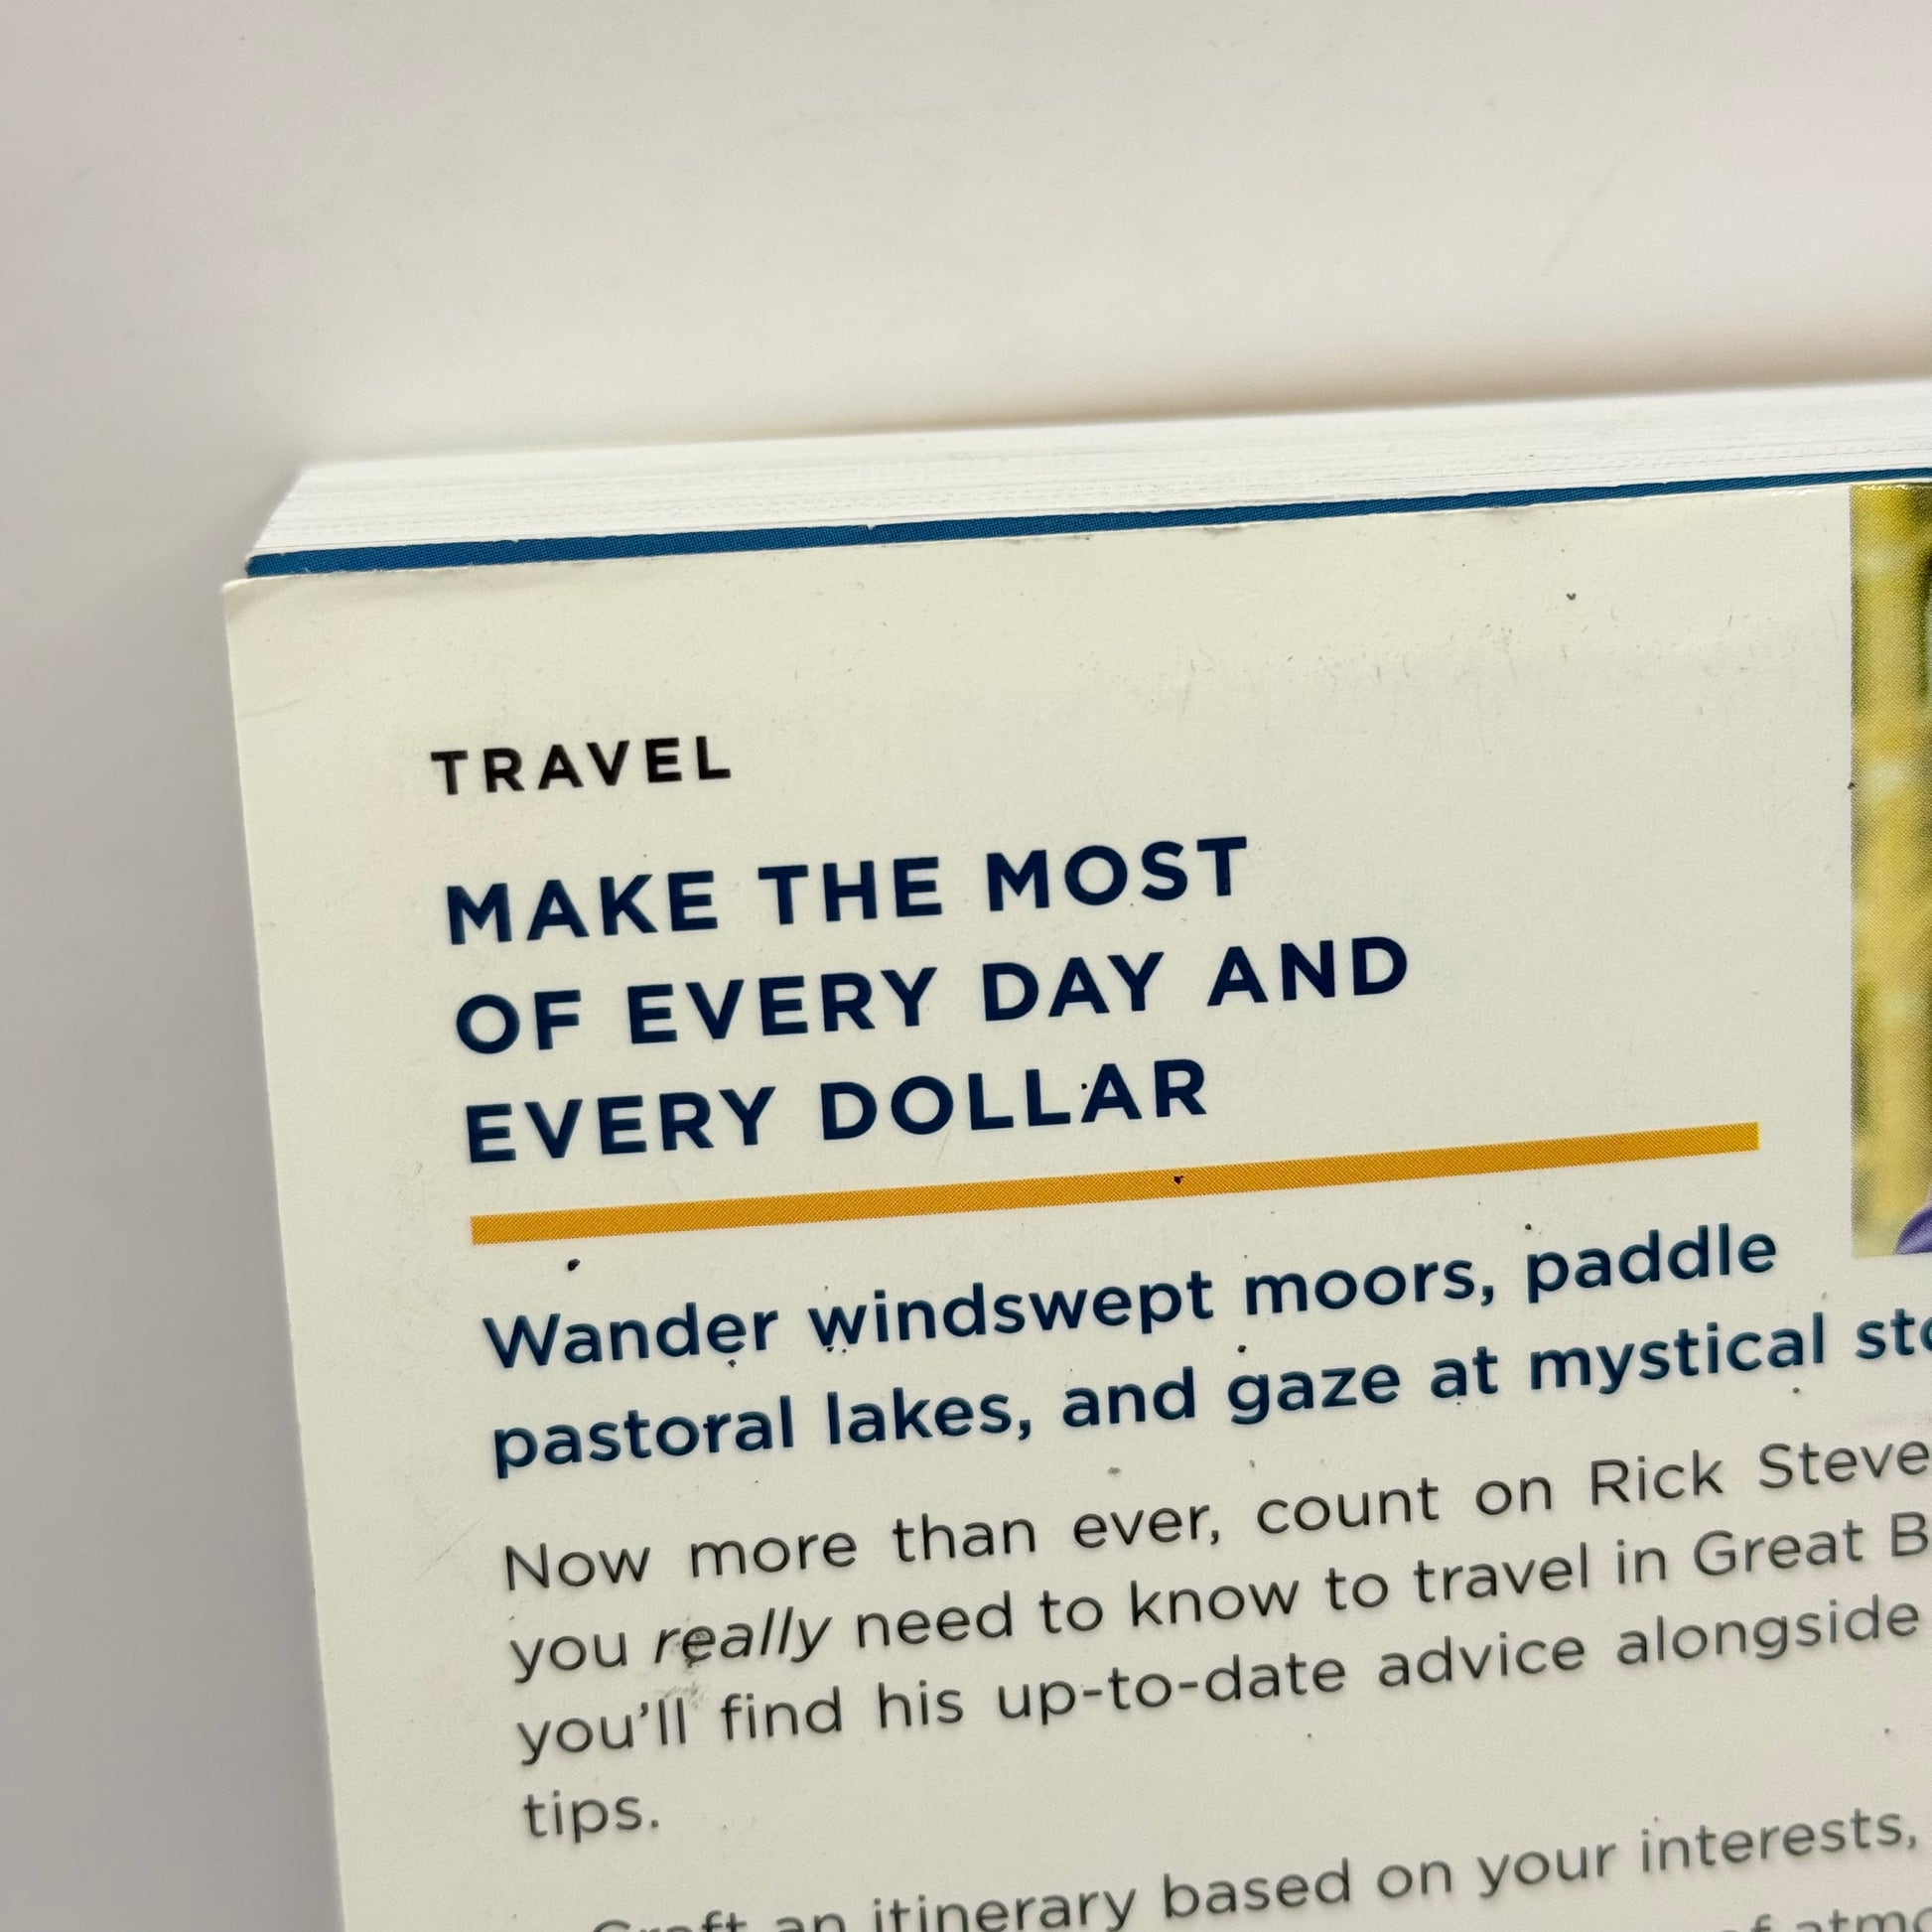 TRAVEL
MAKE THE MOST
OF EVERY DAY AND
EVERY DOLLAR
Wander windswept moors, paddle
pastoral lakes, and gaze at mystical
Now more than ever, count on Rick
you really need to know to travel in Great
you'll find his up-to-date advice alongside
tips.
an itinerary based on your interests,